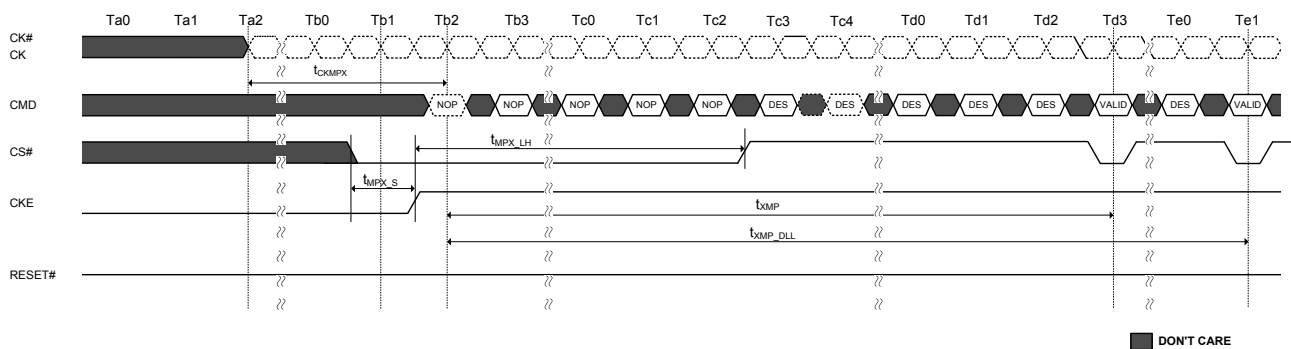 Ta0 Ta1 Ta2 Tb0 Tb1 Tb2 Tb3 Tc0 Tc1 Tc2 Tc3 Tc4 Td0 Td1 Td2 Td3 Te0 Te1
CK#
CK
tCKMPX
CMD NOP NOP NOP NOP NOP DES DES DES DES DES VALID DES VALID
tMPX_LH
CS#
tMPX_S
CKE
tXMP
tXMP_DLL
RESET#
DON'T CARE